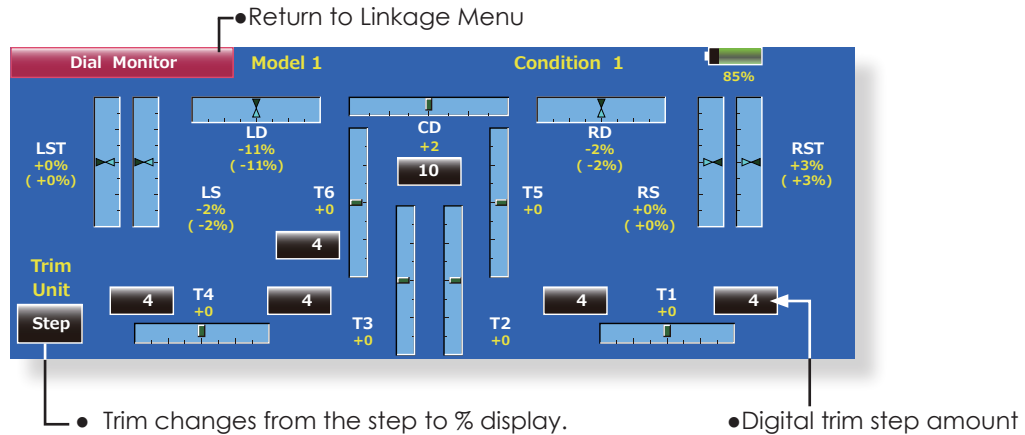 ●Return to Linkage Menu
Dial Monitor Model 1 Condition 1
85%
LST
+0%
( +0%)
LD
-11%
( -11%)
LS
-2%
( -2%)
T6
+0
4
CD
+2
10
T5
+0
RD
-2%
( -2%)
RS
+0%
( +0%)
RST
+3%
( +3%)
Trim
Unit
Step
4
T4
+0
4
T3
+0
T2
+0
4
T1
+0
4
● Trim changes from the step to % display.
●Digital trim step amount